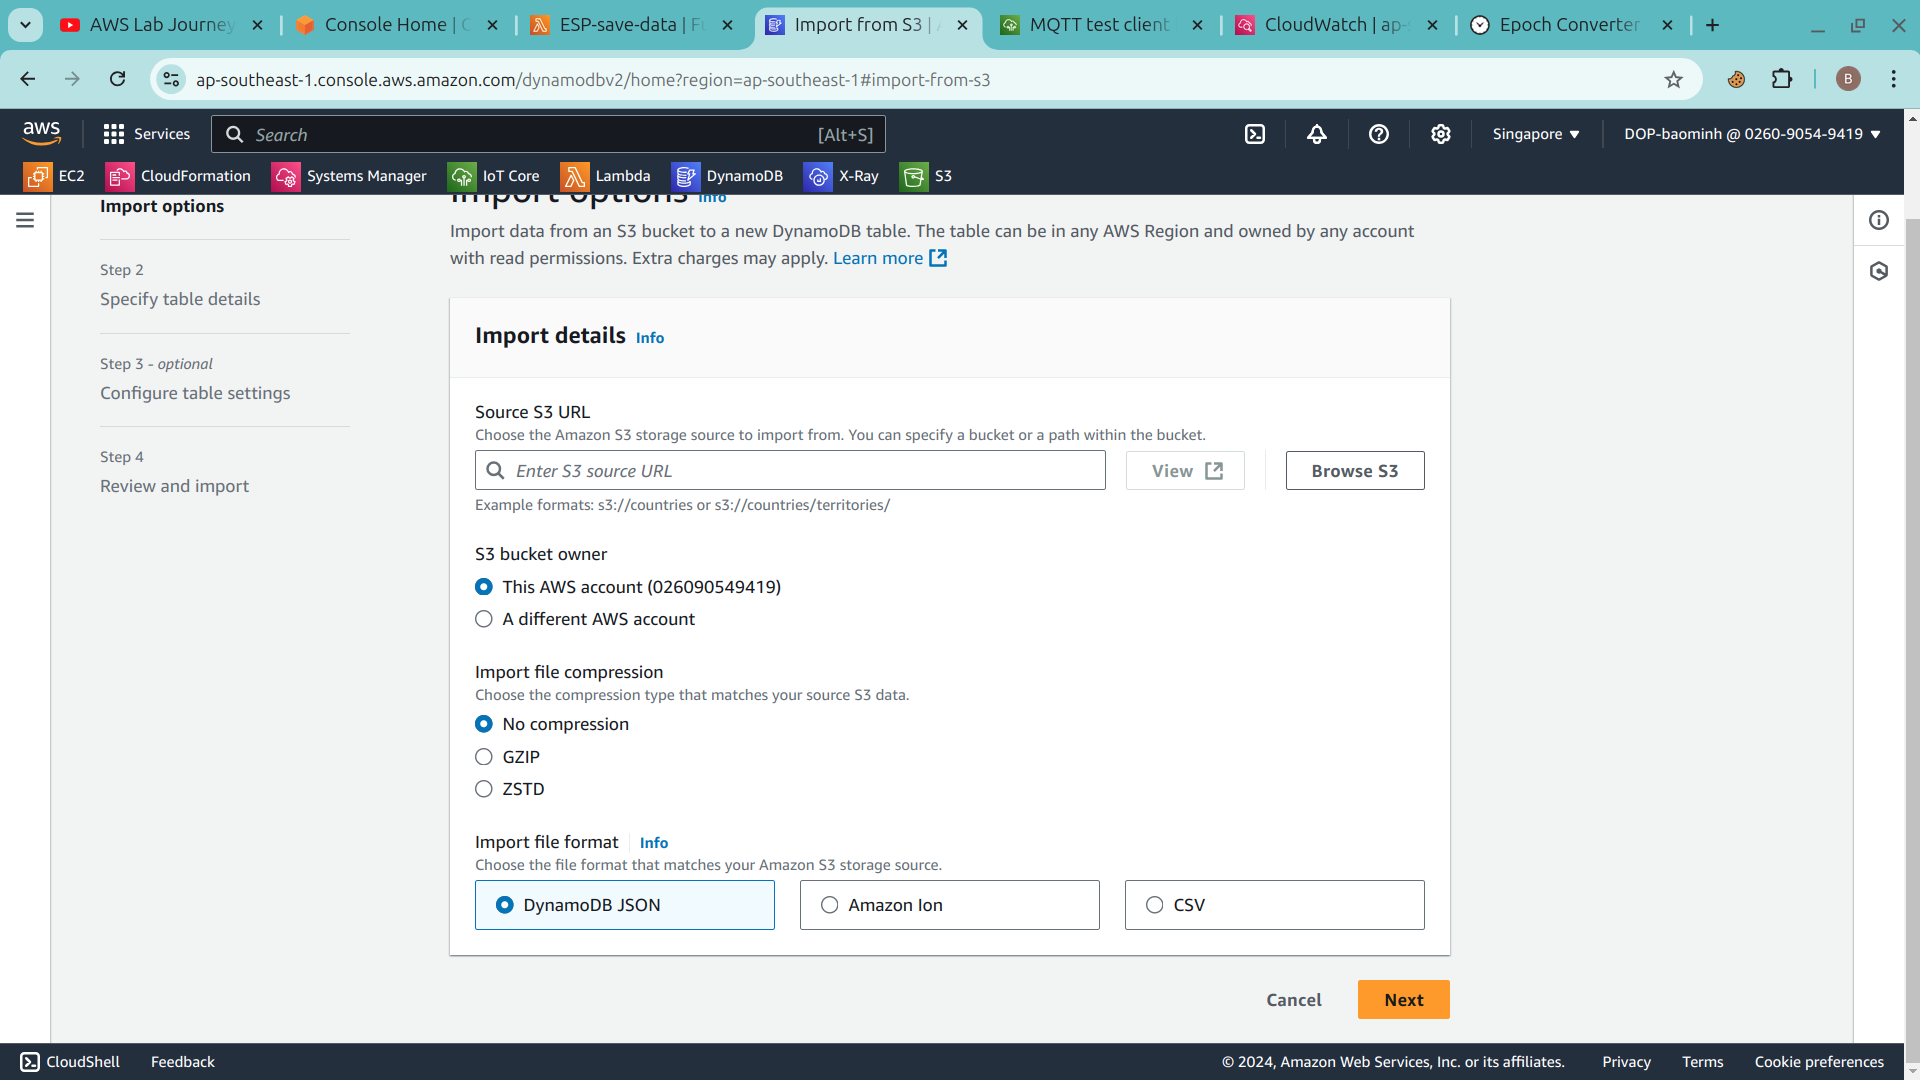 AWS Lab Journey
Console Home | C
ESP-save-data | Fu
Import from S3 | A
MQTT test client
CloudWatch | ap-s
Epoch Converter
ap-southeast-1.console.aws.amazon.com/dynamodbv2/home?region=ap-southeast-1#import-from-s3
B
aws
Services
Search
[Alt+S]
Singapore
DOP-baominh @ 0260-9054-9419
EC2
CloudFormation
Systems Manager
IoT Core
Lambda
DynamoDB
X-Ray
S3
Import options
Step 2
Specify table details
Step 3 - optional
Configure table settings
Step 4
Review and import
Import options Info
Import data from an S3 bucket to a new DynamoDB table. The table can be in any AWS Region and owned by any account
with read permissions. Extra charges may apply. Learn more
Import details Info
Source S3 URL
Choose the Amazon S3 storage source to import from. You can specify a bucket or a path within the bucket.
Enter S3 source URL
View
Browse S3
Example formats: s3://countries or s3://countries/territories/
S3 bucket owner
This AWS account (026090549419)
A different AWS account
Import file compression
Choose the compression type that matches your source S3 data.
No compression
GZIP
ZSTD
Import file format Info
Choose the file format that matches your Amazon S3 storage source.
DynamoDB JSON
Amazon Ion
CSV
Cancel
Next
CloudShell
Feedback
© 2024, Amazon Web Services, Inc. or its affiliates.
Privacy
Terms
Cookie preferences